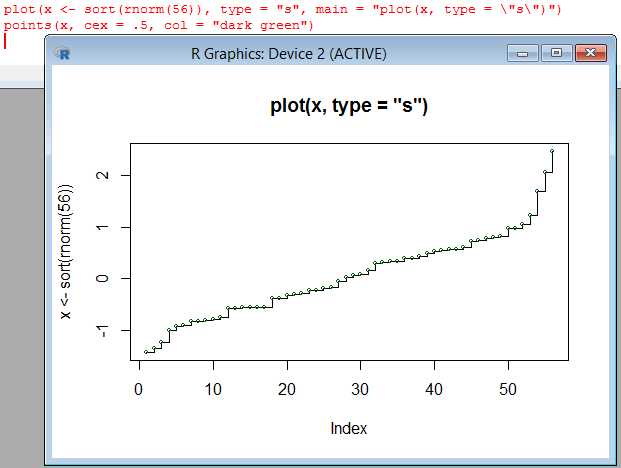 plot(x <- sort(rnorm(56)), type = "s", main = "plot(x, type = \"s\")")
points(x, cex = .5, col = "dark green")
R R Graphics: Device 2 (ACTIVE)
plot(x, type = "s")
x <- sort(rnorm(56))
2
1
0
-1
0 10 20 30 40 50
Index